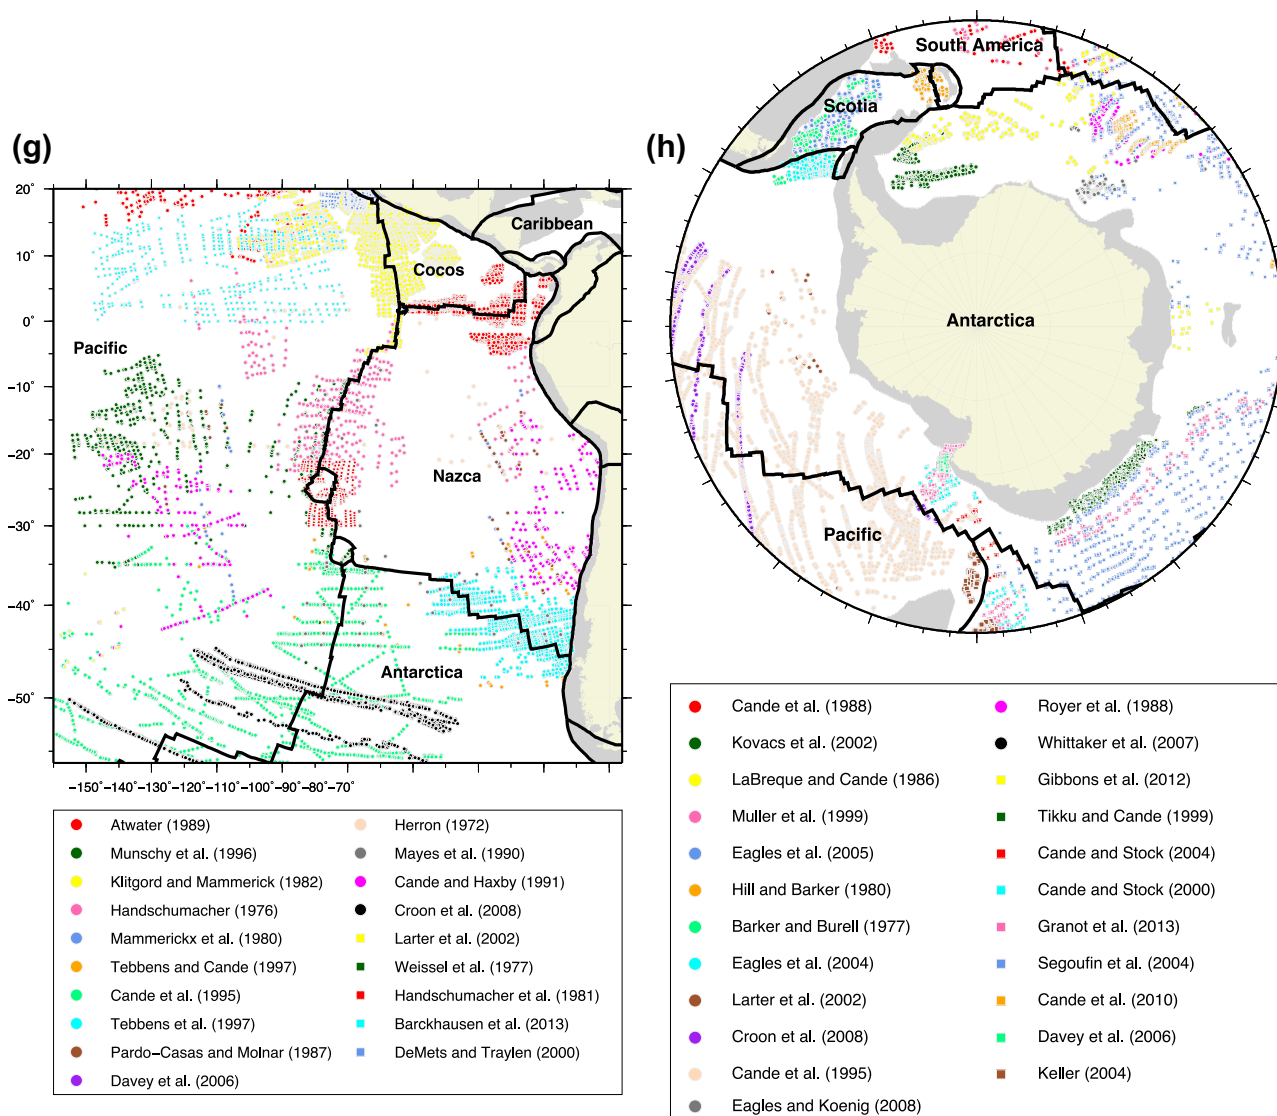 (g)
20°
10°
0°
−10°
−20°
−30°
−40°
−50°
−150° −140° −130° −120° −110° −100° −90° −80° −70°
Caribbean
Cocos
Pacific
Nazca
Antarctica
Atwater (1989)
Munschy et al. (1996)
Klitgord and Mammerick (1982)
Handschumacher (1976)
Mammerickx et al. (1980)
Tebbens and Cande (1997)
Cande et al. (1995)
Tebbens et al. (1997)
Pardo−Casas and Molnar (1987)
Davey et al. (2006)
Herron (1972)
Mayes et al. (1990)
Cande and Haxby (1991)
Croon et al. (2008)
Larter et al. (2002)
Weissel et al. (1977)
Handschumacher et al. (1981)
Barckhausen et al. (2013)
DeMets and Traylen (2000)
(h)
South America
Scotia
Antarctica
Pacific
Cande et al. (1988)
Kovacs et al. (2002)
LaBreque and Cande (1986)
Muller et al. (1999)
Eagles et al. (2005)
Hill and Barker (1980)
Barker and Burell (1977)
Eagles et al. (2004)
Larter et al. (2002)
Croon et al. (2008)
Cande et al. (1995)
Eagles and Koenig (2008)
Royer et al. (1988)
Whittaker et al. (2007)
Gibbons et al. (2012)
Tikku and Cande (1999)
Cande and Stock (2004)
Cande and Stock (2000)
Granot et al. (2013)
Segoufin et al. (2004)
Cande et al. (2010)
Davey et al. (2006)
Keller (2004)